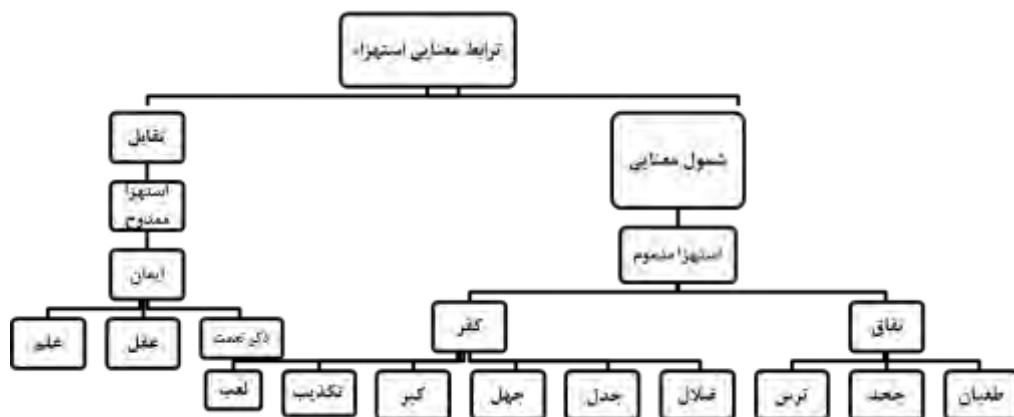 ترابط معنایی استهزاء
شمول معنایی
تقابل
استهزا
ممدوح
استهزا مذموم
ایمان
نفاق
کفر
ذکر نعمت
عقل
علم
طغیان
جحد
ترس
ضلال
جدل
جهل
کبر
تکذیب
لعب